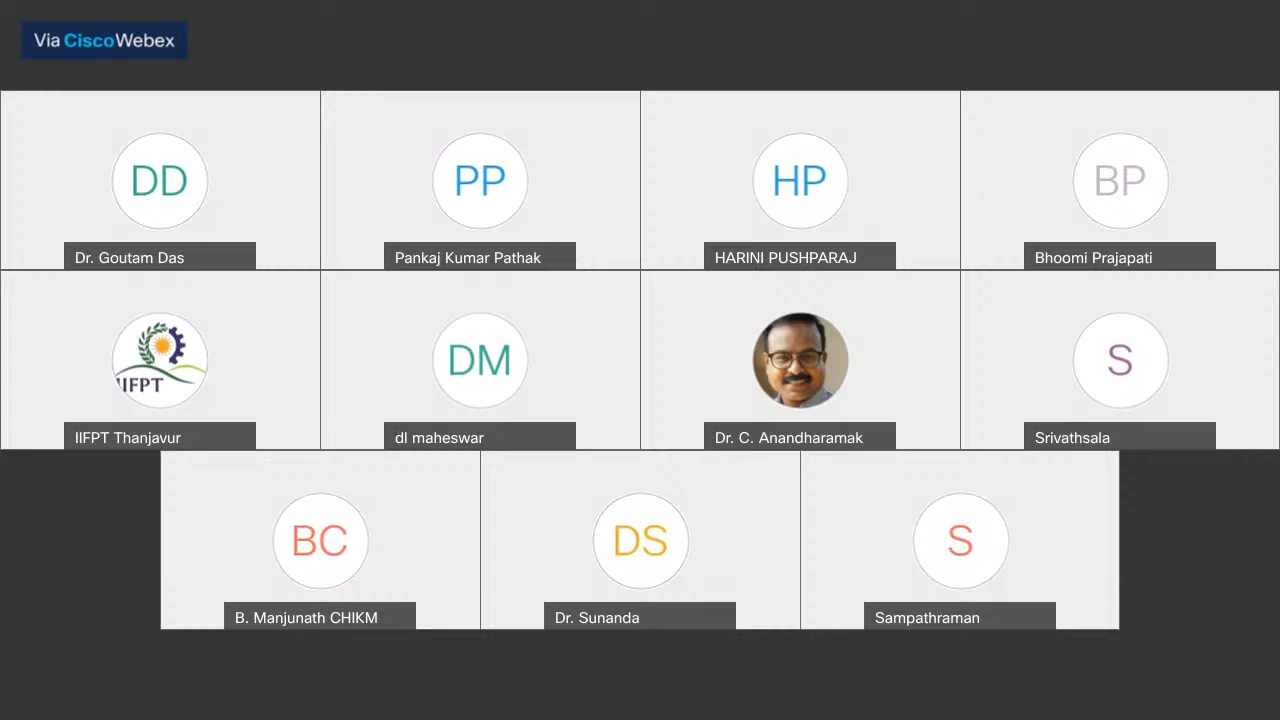 Via CiscoWebex
DD
PP
HP
BP
Dr. Goutam Das
Pankaj Kumar Pathak
HARINI PUSHPARAJ
Bhoomi Prajapati
IIFPT
DM
S
IIFPT Thanjavur
dl maheswar
Dr. C. Anandharamak
Srivathsala
BC
DS
S
B. Manjunath CHIKM
Dr. Sunanda
Sampathraman